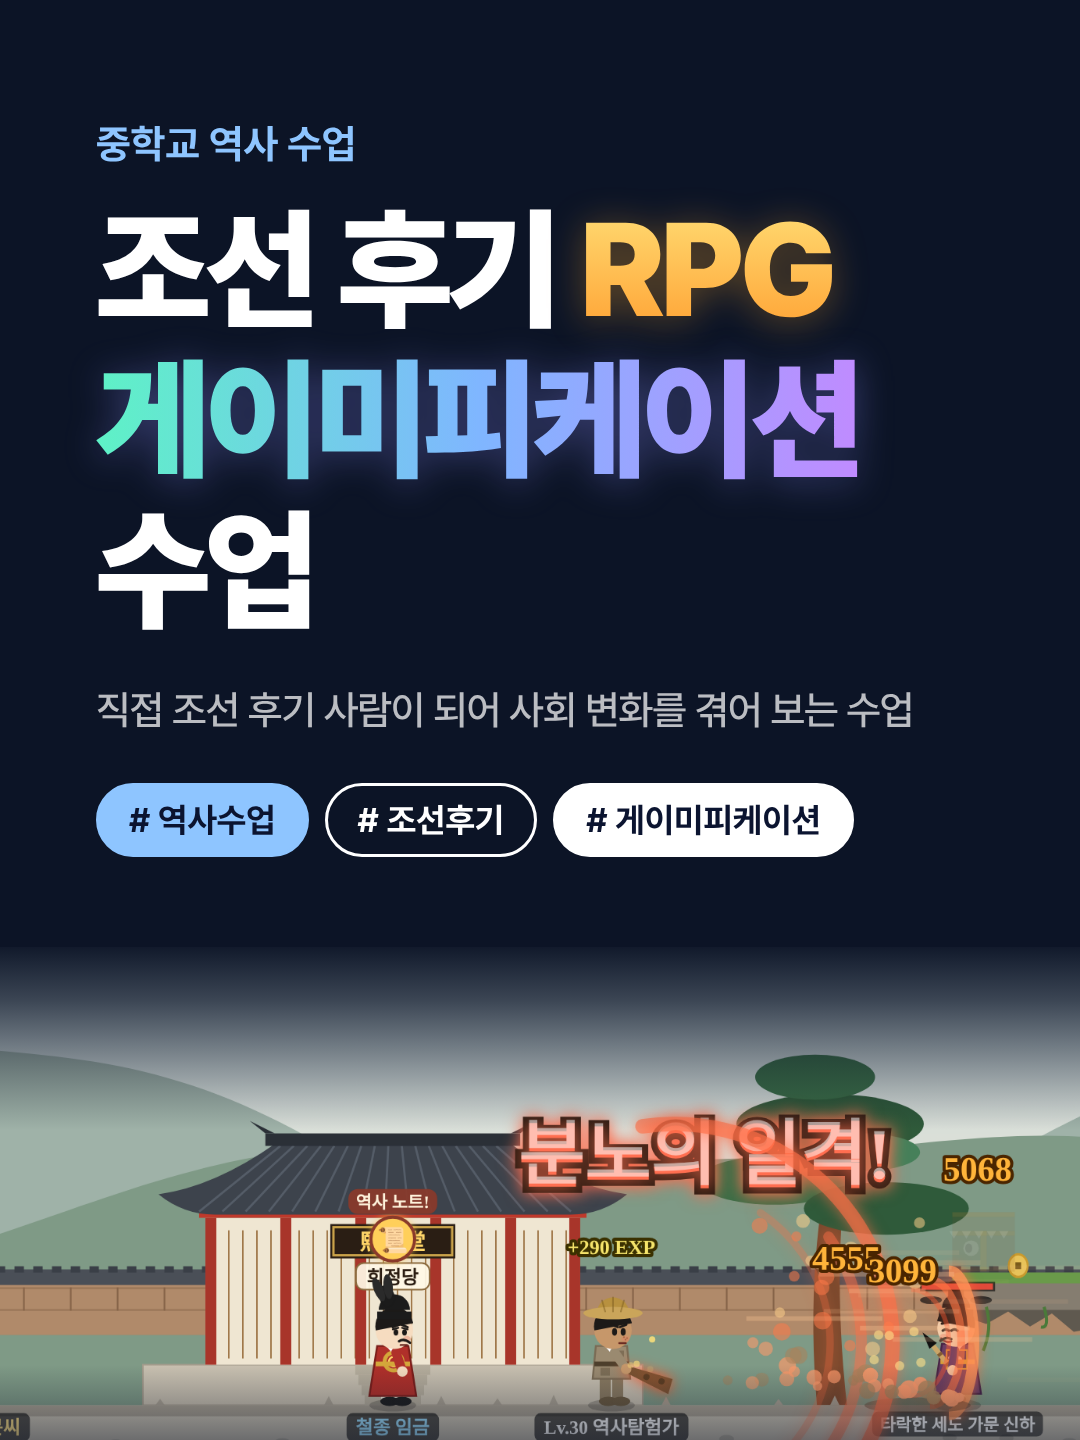 중학교 역사 수업
조선 후기 RPG
게이미피케이션
수업
직접 조선 후기 사람이 되어 사회 변화를 겪어 보는 수업
# 역사수업 # 조선후기 # 게이미피케이션
분노의 일격!
5068
역사 노트!
堂
+290 EXP
4555
3099
희정당
철종 임금
Lv.30 역사탐험가
타락한 세도 가문 신하